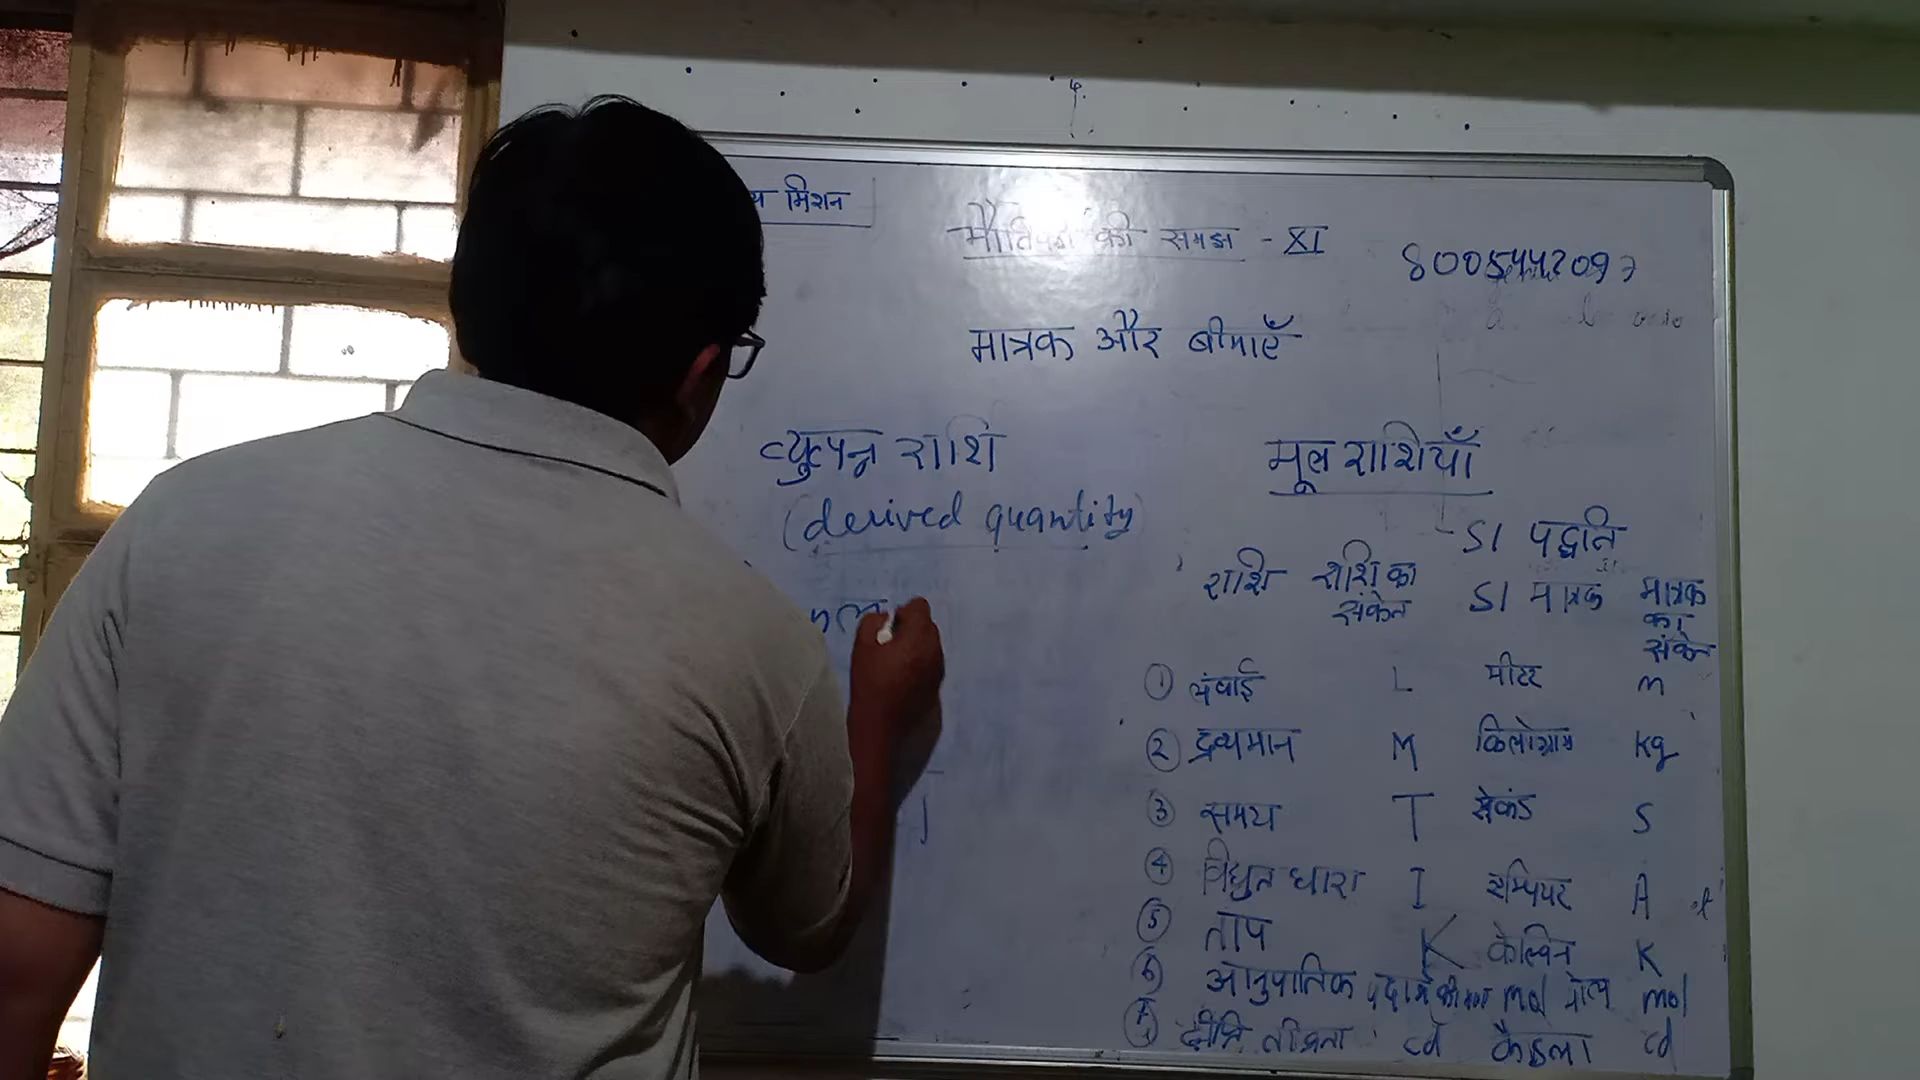 मिशन
भौतिकी की समझ - XI
8005442097
मात्रक और बीमाएँ
व्युत्पन्न राशि
(derived quantity)
मूल राशियाँ
SI पद्धति
राशि राशि का संकेत SI मात्रक मात्रक का संकेत
① लंबाई L मीटर m
② द्रव्यमान M किलोग्राम Kg
③ समय T सेकंड S
④ विद्युत धारा I एम्पियर A
⑤ ताप K केल्विन K
⑥ आनुपातिक पदार्थ की मात्रा mol मोल mol
⑦ दीप्ति तीव्रता cd कैंडला cd